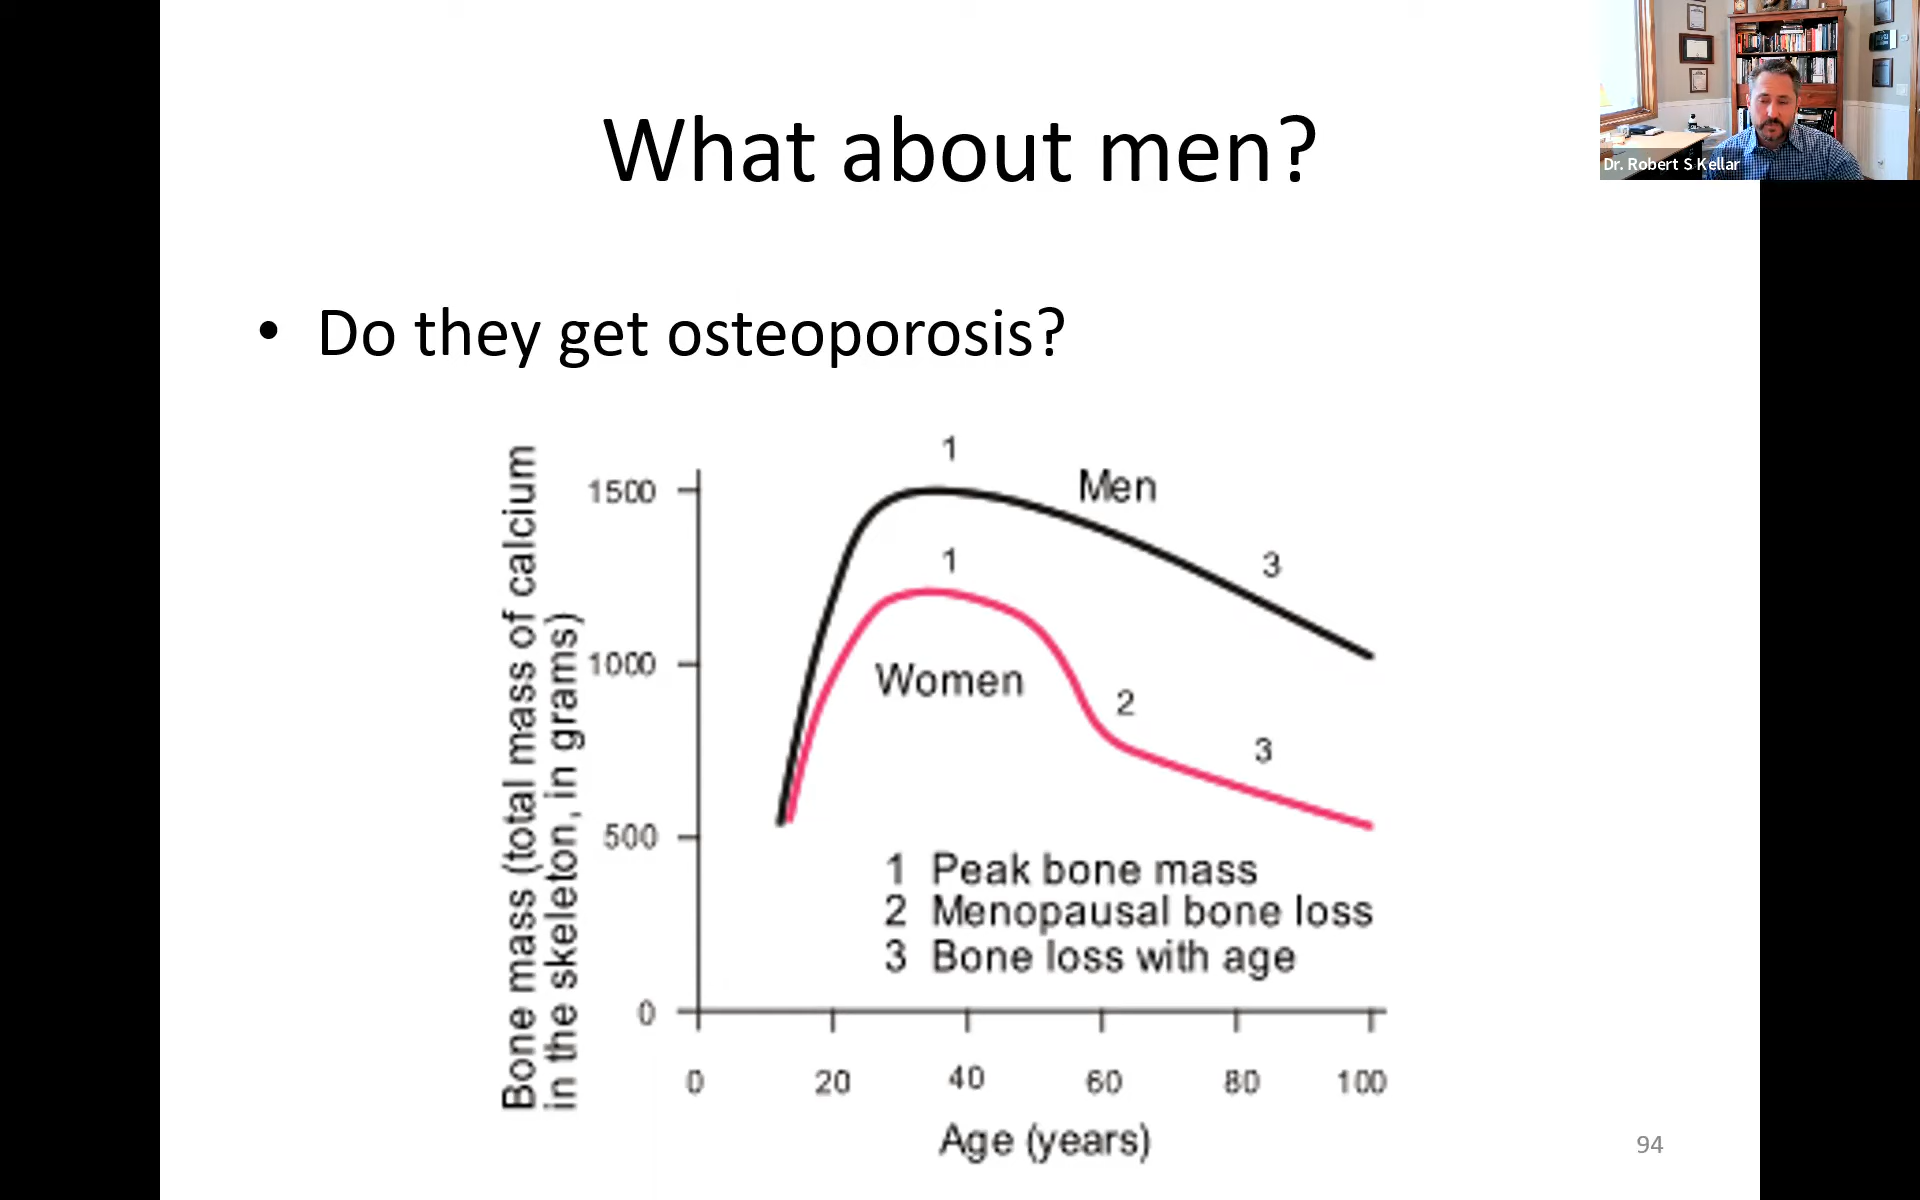 What about men?
Dr. Robert S Kellar
• Do they get osteoporosis?
Bone mass (total mass of calcium
in the skeleton, in grams)
1500
1000
500
0
1
Men
3
1
Women
2
3
1 Peak bone mass
2 Menopausal bone loss
3 Bone loss with age
0 20 40 60 80 100
Age (years)
94